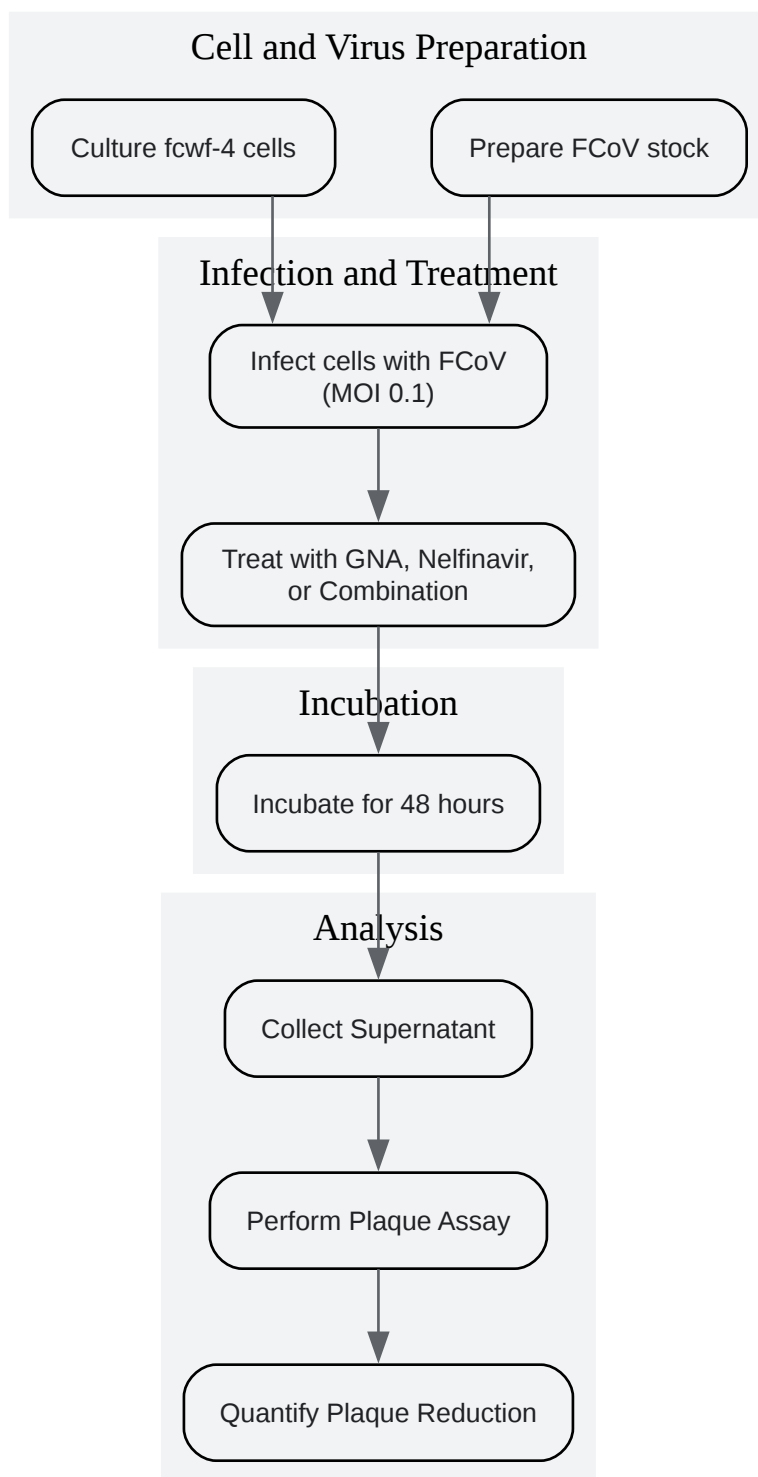 Cell and Virus Preparation
Culture fcwf-4 cells
Prepare FCoV stock
Infection and Treatment
Infect cells with FCoV
(MOI 0.1)
Treat with GNA, Nelfinavir,
or Combination
Incubation
Incubate for 48 hours
Analysis
Collect Supernatant
Perform Plaque Assay
Quantify Plaque Reduction